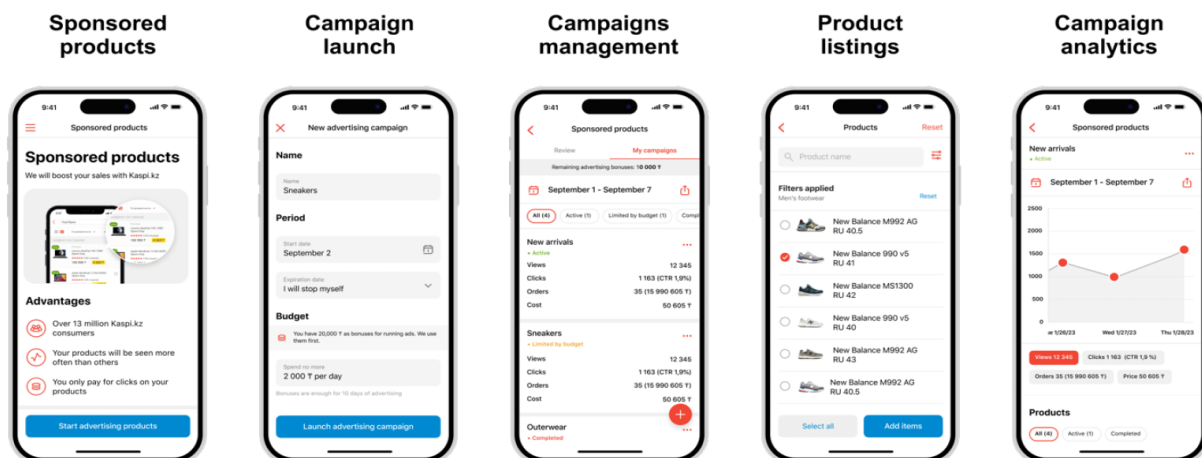 Sponsored
products
9:41
Sponsored products
Sponsored products
We will boost your sales with Kaspi.kz
Advantages
Over 13 million Kaspi.kz
consumers
Your products will be seen more
often than others
You only pay for clicks on your
products
Start advertising products
Campaign
launch
9:41
New advertising campaign
Name
Name
Sneakers
Period
Start date
September 2
Expiration date
I will stop myself
Budget
You have 20,000 ₸ as bonuses for running ads. We use
them first.
Spend no more
2 000 ₸ per day
Bonuses are enough for 10 days of advertising
Launch advertising campaign
Campaigns
management
9:41
Sponsored products
Review My campaigns
Remaining advertising bonuses: 10 000 ₸
September 1 - September 7
All (4) Active (1) Limited by budget (1) Compl
New arrivals
• Active
Views 12 345
Clicks 1 163 (CTR 1,9%)
Orders 35 (15 990 605 ₸)
Cost 50 605 ₸
Sneakers
• Limited by budget
Views 12 345
Clicks 1 163 (CTR 1,9%)
Orders 35 (15 990 605 ₸)
Cost 50 605 ₸
Outerwear
• Completed
Product
listings
9:41
Products Reset
Product name
Filters applied
Men's footwear Reset
New Balance M992 AG
RU 40.5
New Balance 990 v5
RU 41
New Balance MS1300
RU 42
New Balance 990 v5
RU 40
New Balance M992 AG
RU 43
New Balance M992 AG
RU 40.5
Select all Add items
Campaign
analytics
9:41
Sponsored products
New arrivals
• Active
September 1 - September 7
2500
2000
1500
1000
500
0
e 1/26/23 Wed 1/27/23 Thu 1/28/23
Views 12 345 Clicks 1 163 (CTR 1,9 %)
Orders 35 (15 990 605 ₸) Price 50 605 ₸
Products
All (4) Active (1) Completed